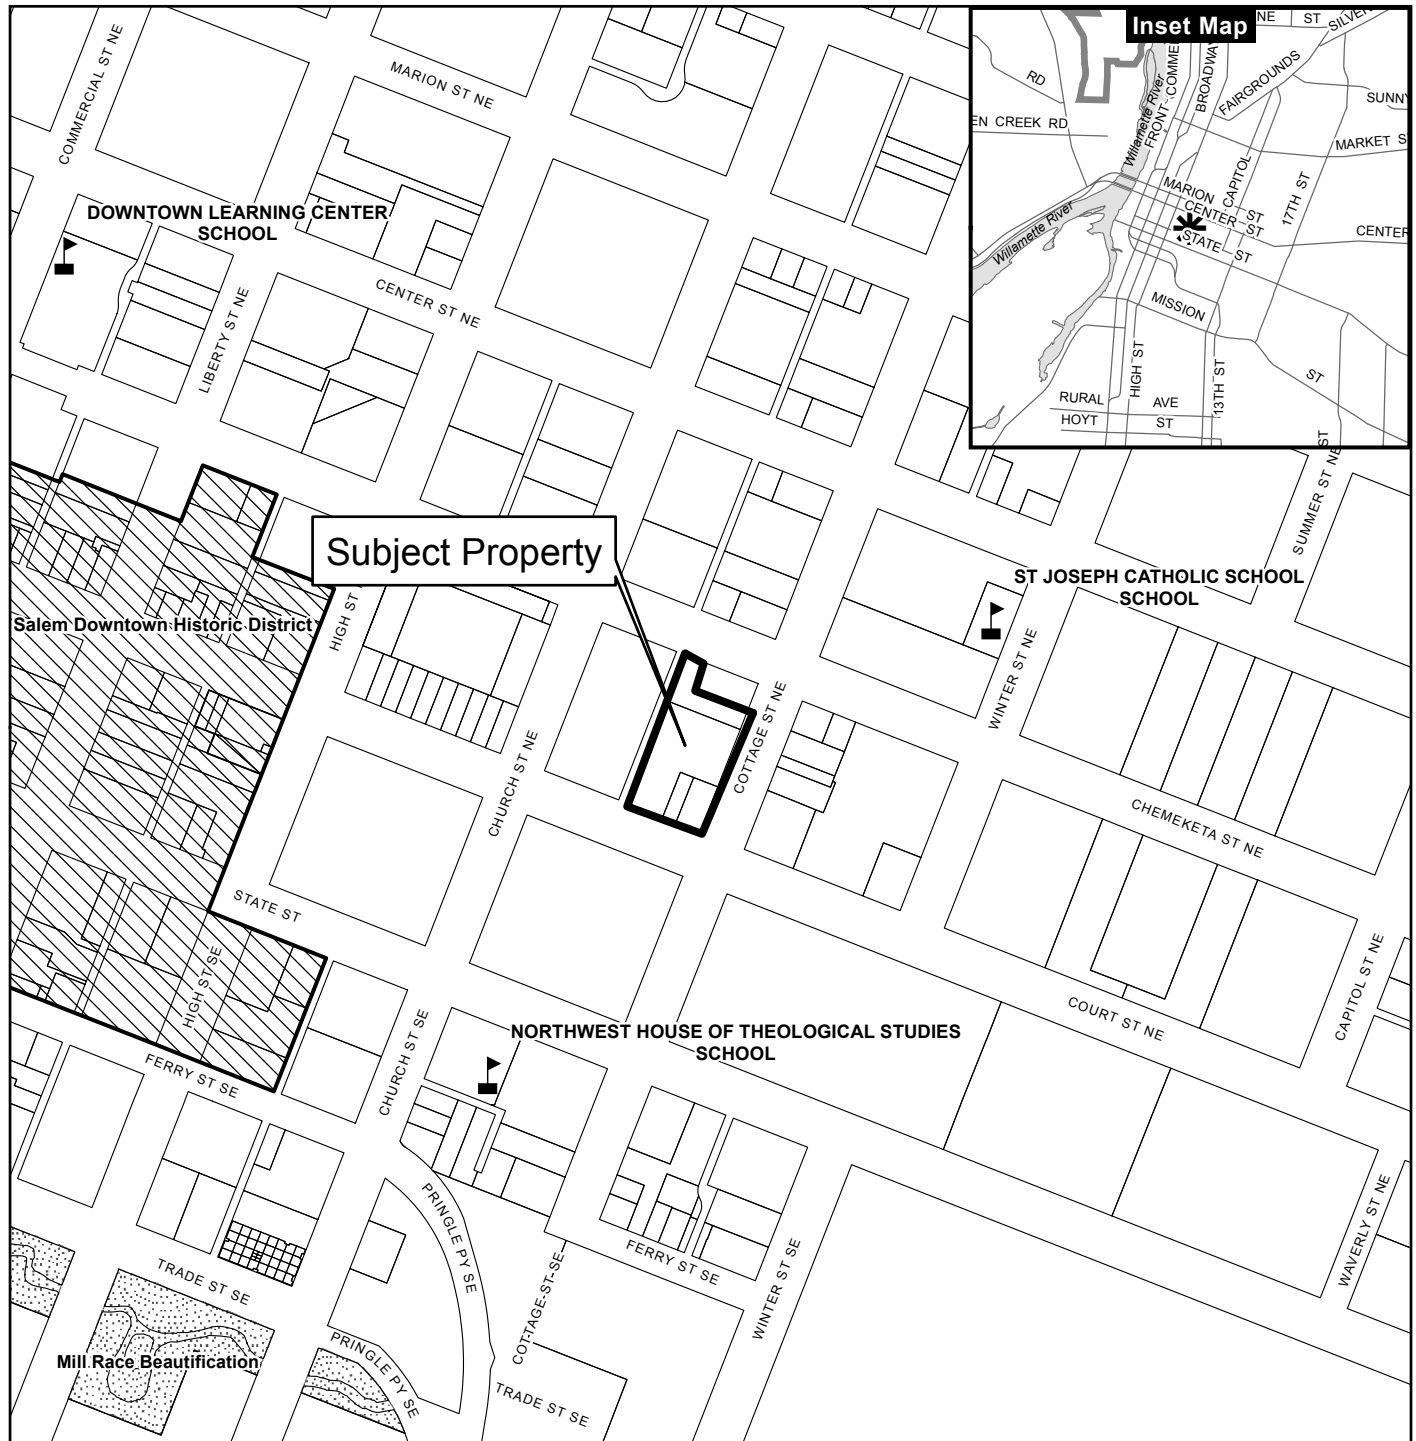 COMMERCIAL ST NE
MARION ST NE
DOWNTOWN LEARNING CENTER
SCHOOL
LIBERTY ST NE
CENTER ST NE
Inset Map
NE ST
SILVER
RD
EN CREEK RD
Willamette River
FRONT
COMMER
BROADWAY
FAIRGROUNDS
SUNNY
MARKET S
CAPITOL
17TH ST
MARION ST
CENTER ST
STATE ST
CENTER
Willamette River
MISSION
ST
HIGH ST
13TH ST
RURAL AVE
HOYT ST
ST
SUMMER ST NE
Subject Property
Salem Downtown Historic District
HIGH ST
ST JOSEPH CATHOLIC SCHOOL
SCHOOL
WINTER ST NE
COTTAGE ST NE
CHURCH ST NE
CHEMEKETA ST NE
STATE ST
HIGH ST SE
COURT ST NE
CAPITOL ST NE
NORTHWEST HOUSE OF THEOLOGICAL STUDIES
SCHOOL
CHURCH ST SE
FERRY ST SE
PRINGLE PY SE
FERRY ST SE
WINTER ST SE
WAVERLY ST NE
TRADE ST SE
COTTAGE ST SE
Mill Race Beautification
PRINGLE PY SE
TRADE ST SE